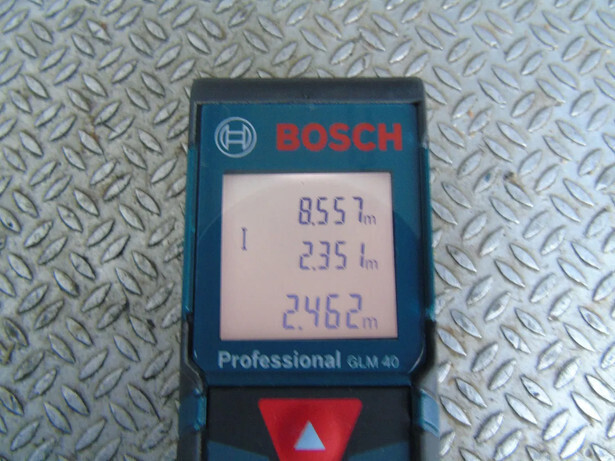 BOSCH
8.557m
2.351m
2.462m
Professional GLM 40